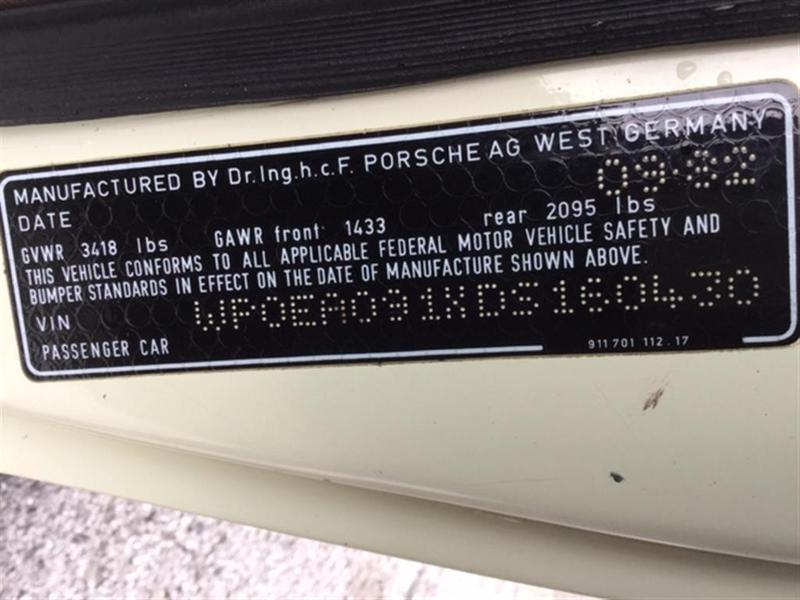 MANUFACTURED BY Dr.Ing.h.c.F. PORSCHE AG WEST GERMANY
DATE 09-82
GVWR 3418 lbs GAWR front 1433 rear 2095 lbs
THIS VEHICLE CONFORMS TO ALL APPLICABLE FEDERAL MOTOR VEHICLE SAFETY AND
BUMPER STANDARDS IN EFFECT ON THE DATE OF MANUFACTURE SHOWN ABOVE.
VIN WP0EA091XDS160430
PASSENGER CAR 911 701 112.17